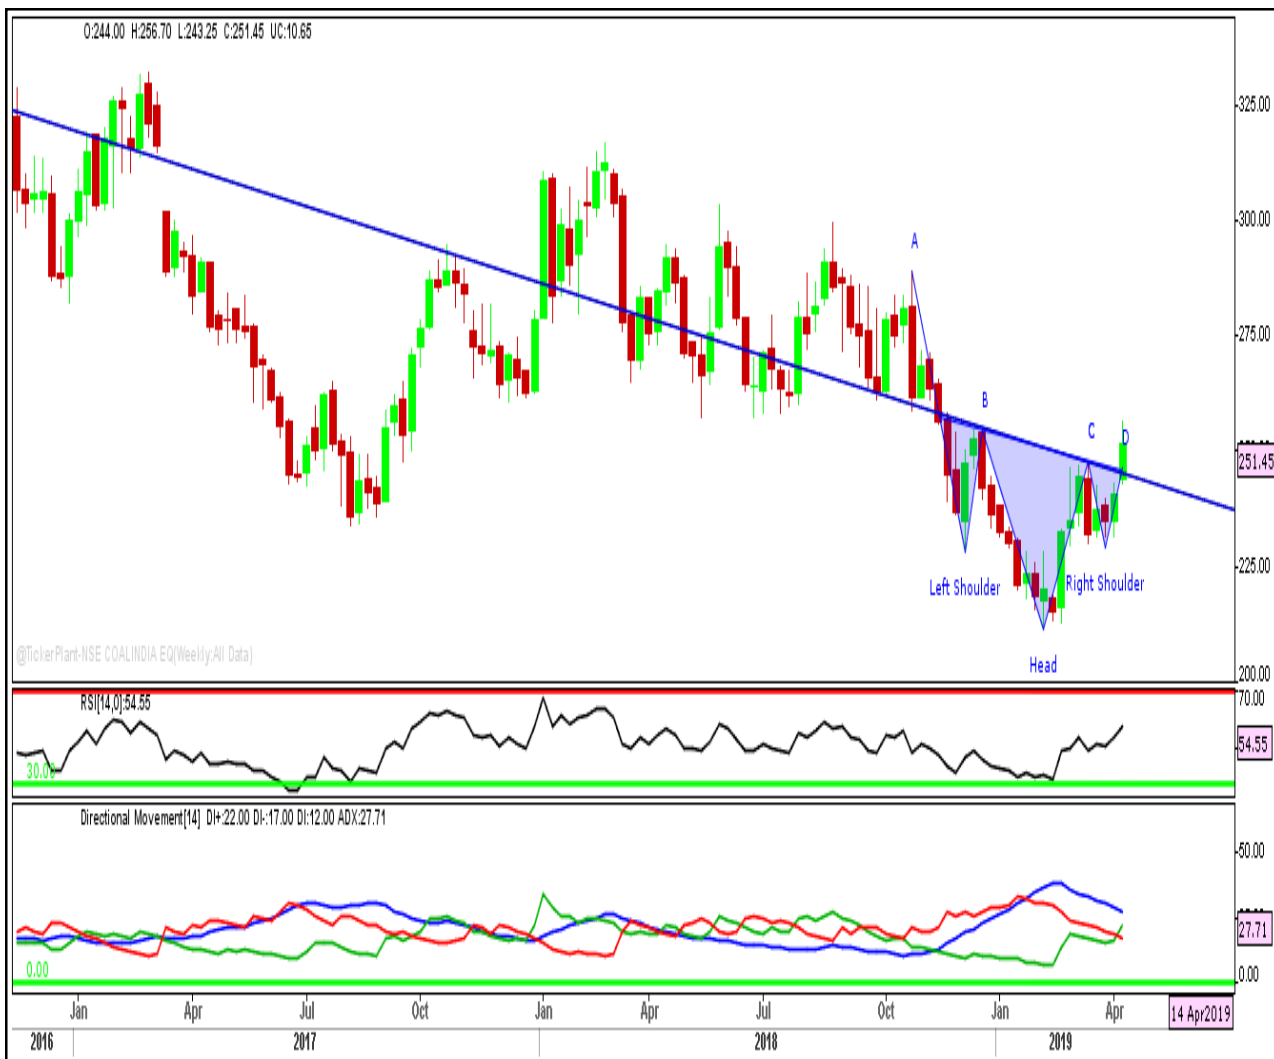 O:244.00 H:256.70 L:243.25 C:251.45 UC:10.65
325.00
300.00
A
275.00
B
C
D
251.45
Left Shoulder
Right Shoulder
225.00
Head
@TickerPlant-NSE COALINDIA EQ(Weekly:All Data)
200.00
RSI[14,0]:54.55
70.00
54.55
30.00
Directional Movement[14] DI+:22.00 DI-:17.00 DI:12.00 ADX:27.71
50.00
27.71
0.00
0.00
Jan Apr Jul Oct Jan Apr Jul Oct Jan Apr 14 Apr2019
2016 2017 2018 2019